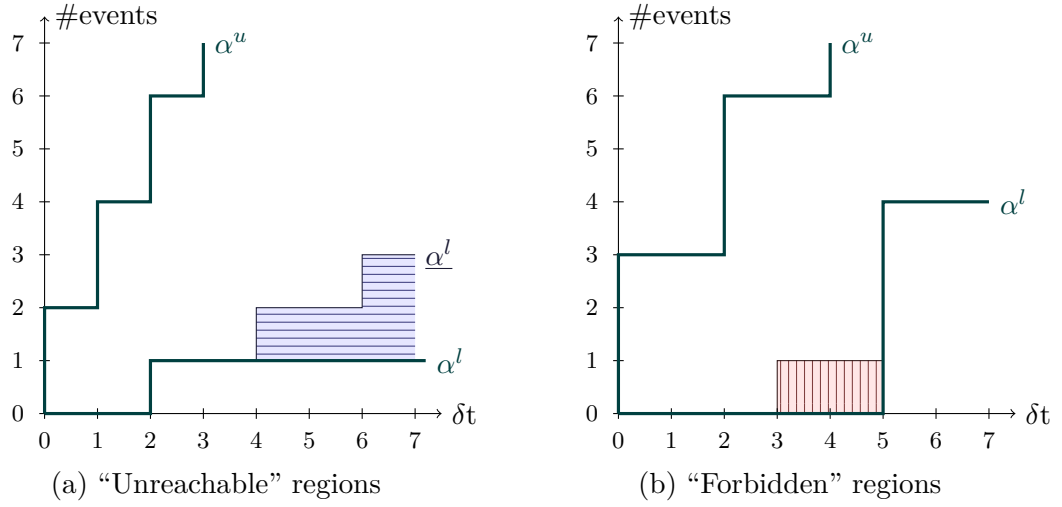 #events
7
6
5
4
3
2
1
0
0 1 2 3 4 5 6 7
δt
αᵘ
α̲ˡ
αˡ
(a) “Unreachable” regions
#events
7
6
5
4
3
2
1
0
0 1 2 3 4 5 6 7
δt
αᵘ
αˡ
(b) “Forbidden” regions